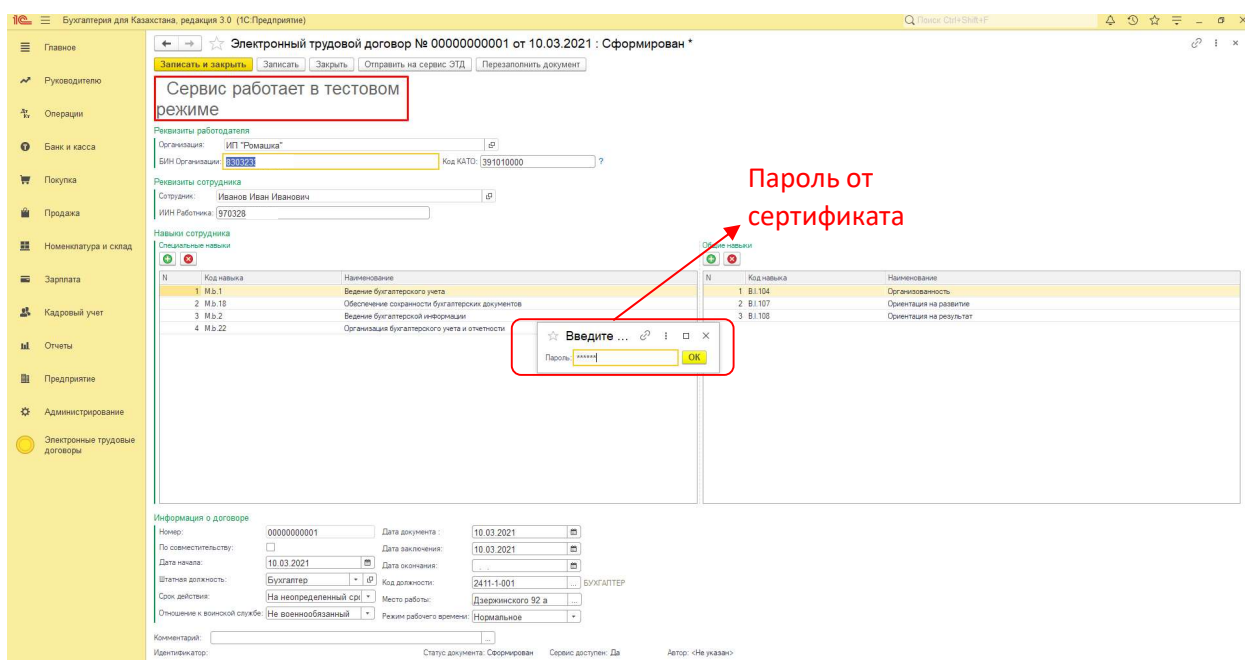 1С Бухгалтерия для Казахстана, редакция 3.0 (1С:Предприятие)
Поиск Ctrl+Shift+F
Главное
Руководителю
Операции
Банк и касса
Покупка
Продажа
Номенклатура и склад
Зарплата
Кадровый учет
Отчеты
Предприятие
Администрирование
Электронные трудовые
договоры
Электронный трудовой договор № 00000000001 от 10.03.2021 : Сформирован *
Записать и закрыть Записать Закрыть Отправить на сервис ЭТД Перезаполнить документ
Сервис работает в тестовом
режиме
Реквизиты работодателя
Организация: ИП "Ромашка"
БИН Организации: 830323 Код КАТО: 391010000 ?
Реквизиты сотрудника
Сотрудник: Иванов Иван Иванович
ИИН Работника: 970328
Пароль от
сертификата
Навыки сотрудника
Специальные навыки
N Код навыка Наименование
1 M.b.1 Ведение бухгалтерского учета
2 M.b.18 Обеспечение сохранности бухгалтерских документов
3 M.b.2 Ведение бухгалтерской информации
4 M.b.22 Организация бухгалтерского учета и отчетности
Общие навыки
N Код навыка Наименование
1 B.I.104 Организованность
2 B.I.107 Ориентация на развитие
3 B.I.108 Ориентация на результат
Введите ...
Пароль: ****** OK
Информация о договоре
Номер: 00000000001 Дата документа : 10.03.2021
По совместительству: Дата заключения: 10.03.2021
Дата начала: 10.03.2021 Дата окончания: . .
Штатная должность: Бухгалтер Код должности: 2411-1-001 ... БУХГАЛТЕР
Срок действия: На неопределенный срі Место работы: Дзержинского 92 а ...
Отношение к воинской службе: Не военнообязанный Режим рабочего времени: Нормальное
Комментарий: ...
Идентификатор: Статус документа: Сформирован Сервис доступен: Да Автор: <Не указан>